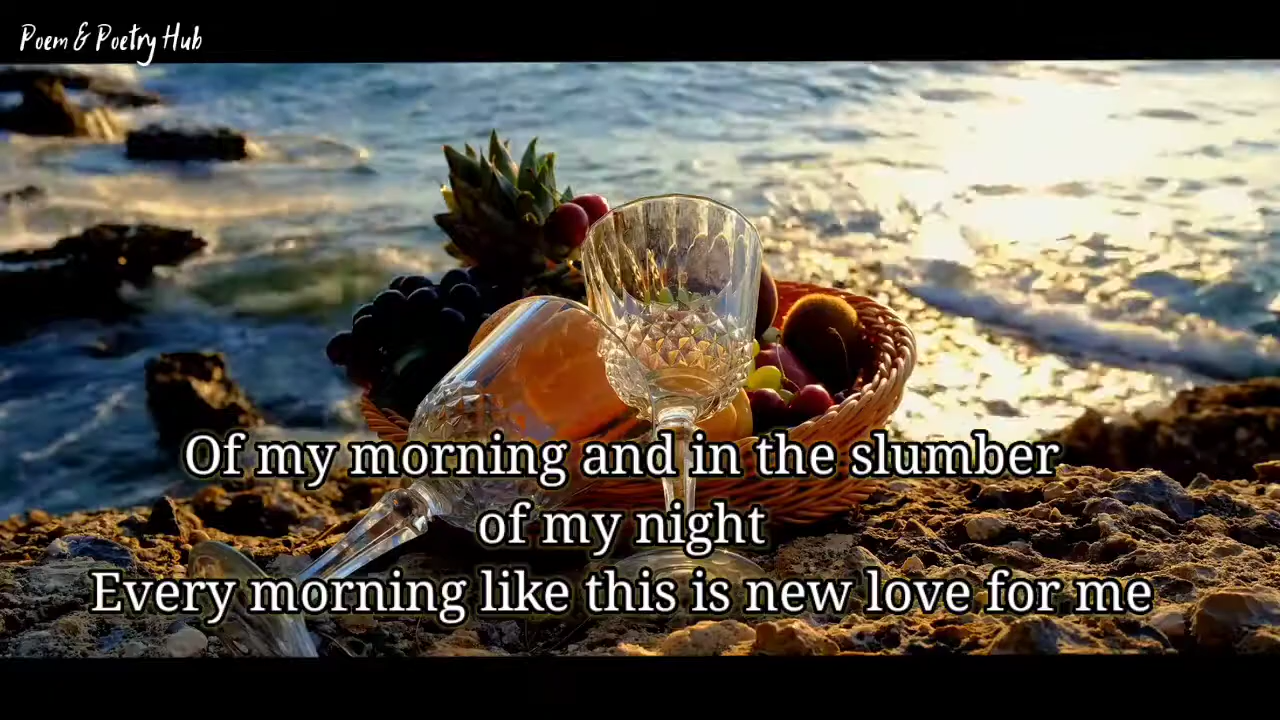 Poem & Poetry Hub
Of my morning and in the slumber
of my night
Every morning like this is new love for me